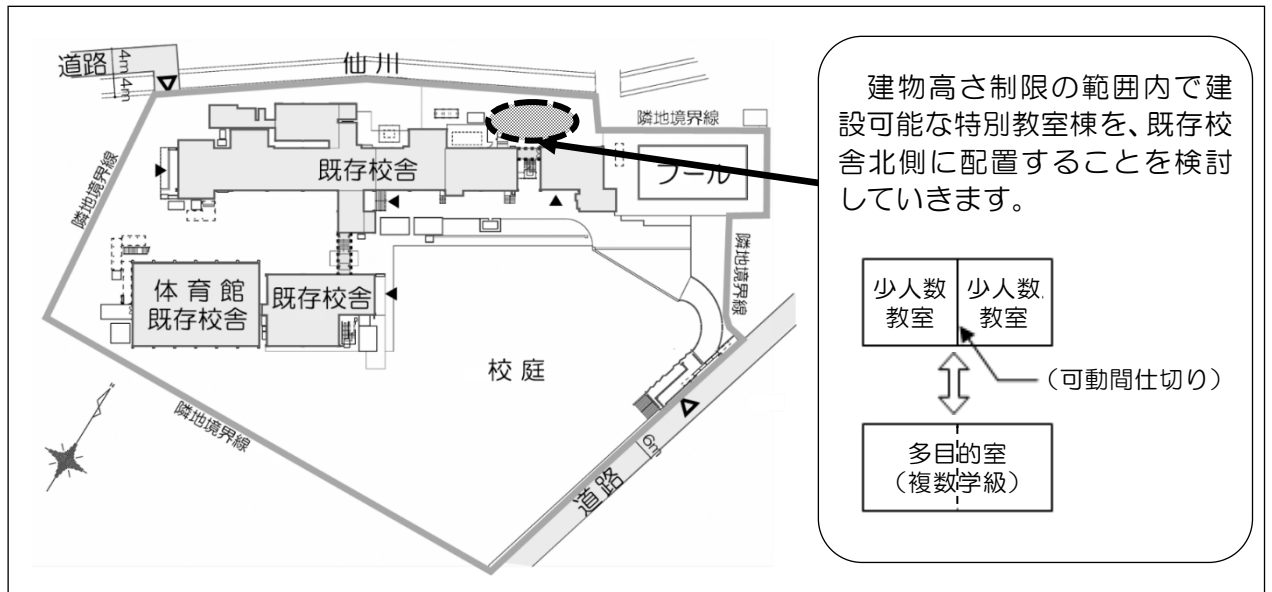 道路
4m
4m
仙川
隣地境界線
隣地境界線
既存校舎
プール
隣地境界線
体育館
既存校舎
既存校舎
校庭
隣地境界線
6m
道路
建物高さ制限の範囲内で建
設可能な特別教室棟を、既存校
舎北側に配置することを検討
していきます。
少人数
教室
少人数
教室
(可動間仕切り)
多目的室
(複数学級)